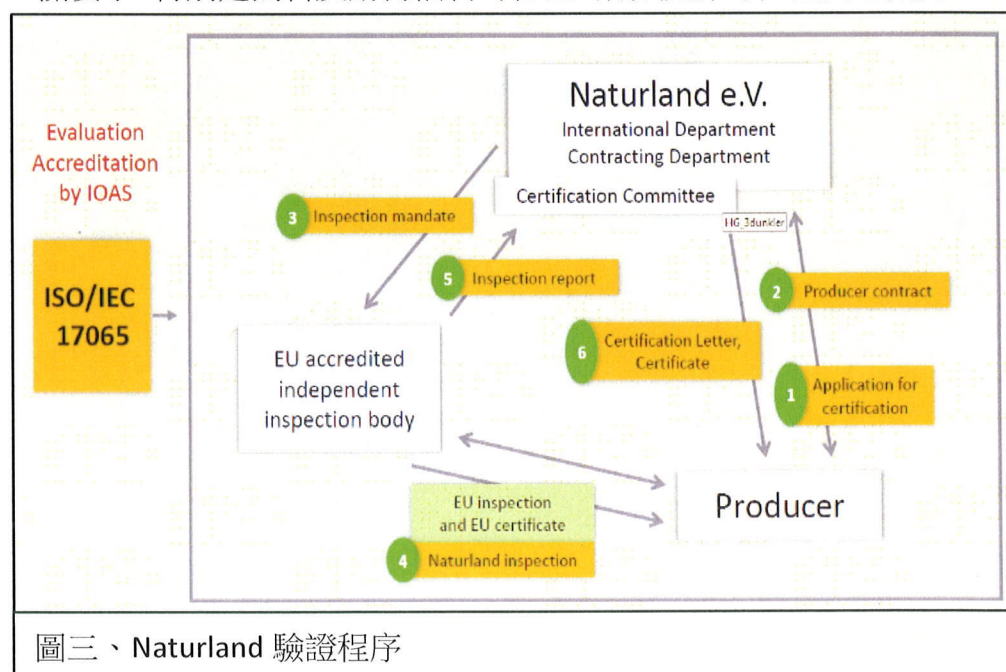 Naturland e.V.
International Department
Contracting Department
Certification Committee
HG_3dunkler
Evaluation
Accreditation
by IOAS
ISO/IEC
17065
3 Inspection mandate
5 Inspection report
2 Producer contract
6 Certification Letter,
Certificate
1 Application for
certification
EU accredited
independent
inspection body
Producer
EU inspection
and EU certificate
4 Naturland inspection
圖三、Naturland 驗證程序